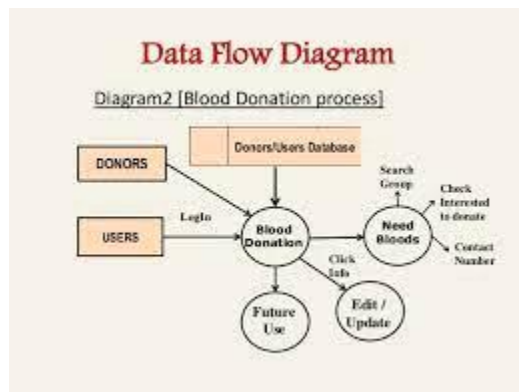 Data Flow Diagram
Diagram2 [Blood Donation process]
Donors/Users Database
DONORS
Search
Group
Check
Interested
to donate
LogIn
USERS
Blood
Donation
Need
Bloods
Contact
Number
Click
Info
Future
Use
Edit /
Update